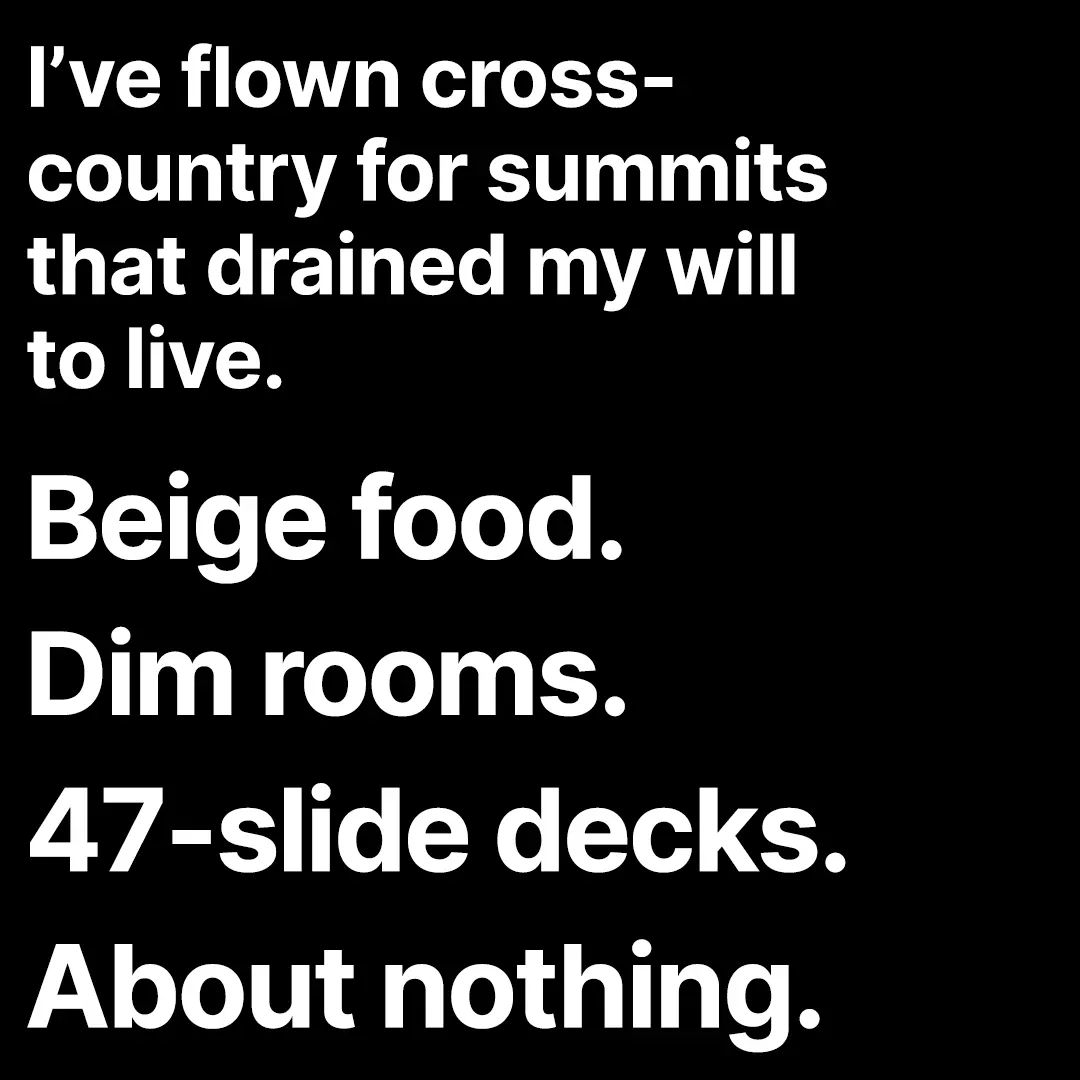 I’ve flown cross-
country for summits
that drained my will
to live.
Beige food.
Dim rooms.
47-slide decks.
About nothing.